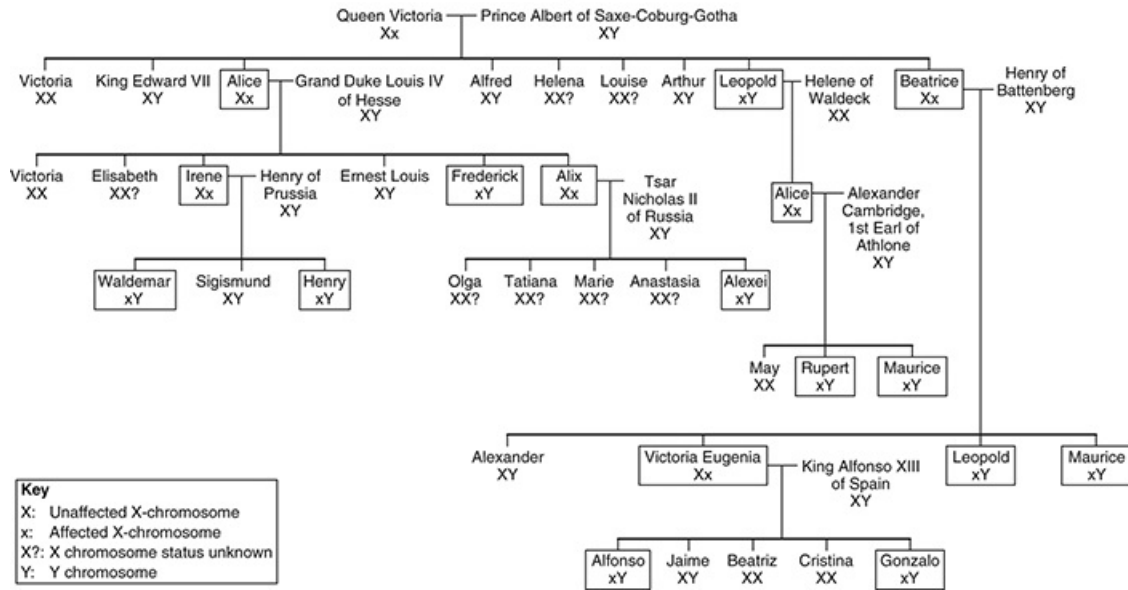 Queen Victoria
Xx
Prince Albert of Saxe-Coburg-Gotha
XY
Victoria
XX
King Edward VII
XY
Alice
Xx
Grand Duke Louis IV
of Hesse
XY
Alfred
XY
Helena
XX?
Louise
XX?
Arthur
XY
Leopold
xY
Helene of
Waldeck
XX
Beatrice
Xx
Henry of
Battenberg
XY
Victoria
XX
Elisabeth
XX?
Irene
Xx
Henry of
Prussia
XY
Ernest Louis
XY
Frederick
xY
Alix
Xx
Tsar
Nicholas II
of Russia
XY
Alice
Xx
Alexander
Cambridge,
1st Earl of
Athlone
XY
Waldemar
xY
Sigismund
XY
Henry
xY
Olga
XX?
Tatiana
XX?
Marie
XX?
Anastasia
XX?
Alexei
xY
May
XX
Rupert
xY
Maurice
xY
Alexander
XY
Victoria Eugenia
Xx
King Alfonso XIII
of Spain
XY
Leopold
xY
Maurice
xY
Alfonso
xY
Jaime
XY
Beatriz
XX
Cristina
XX
Gonzalo
xY
Key
X: Unaffected X-chromosome
x: Affected X-chromosome
X?: X chromosome status unknown
Y: Y chromosome